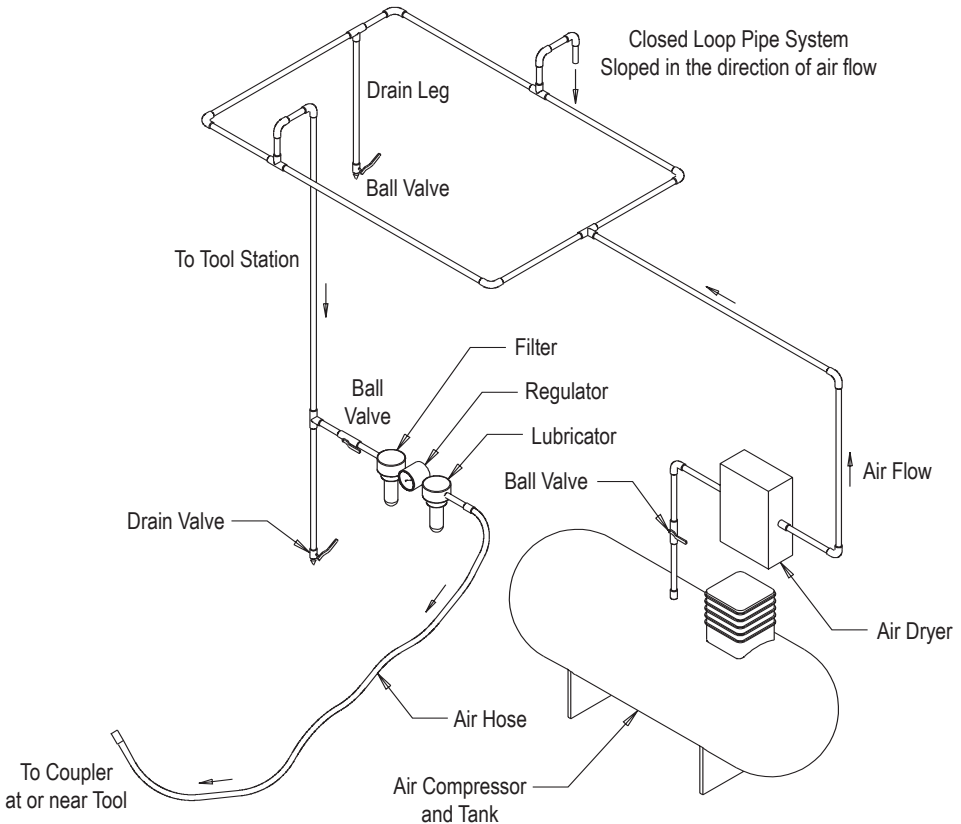 Closed Loop Pipe System
Sloped in the direction of air flow
Drain Leg
Ball Valve
To Tool Station
Filter
Ball
Valve
Regulator
Lubricator
Ball Valve
Air Flow
Drain Valve
Air Dryer
Air Hose
To Coupler
at or near Tool
Air Compressor
and Tank